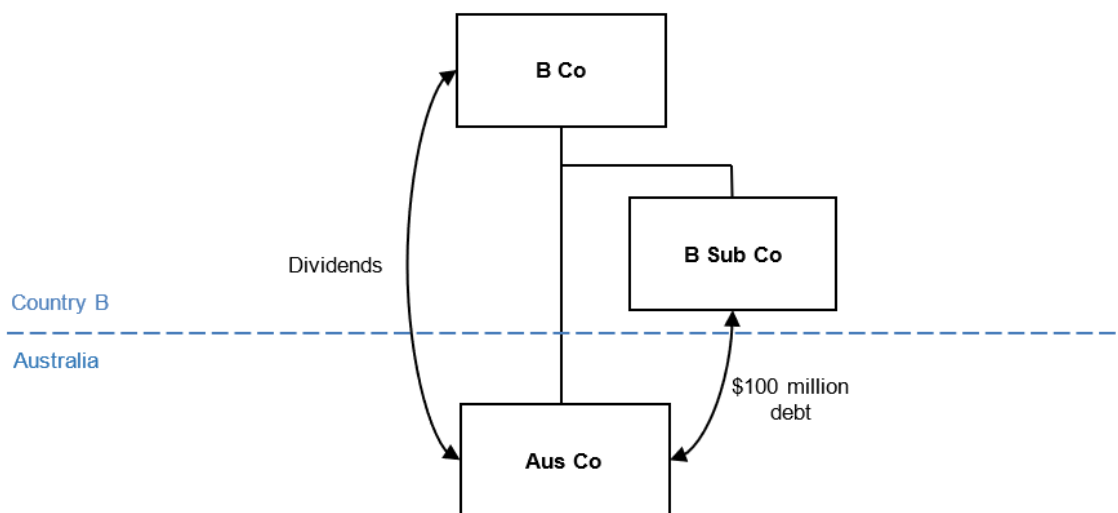 B Co
B Sub Co
Dividends
Country B
Australia
$100 million
debt
Aus Co